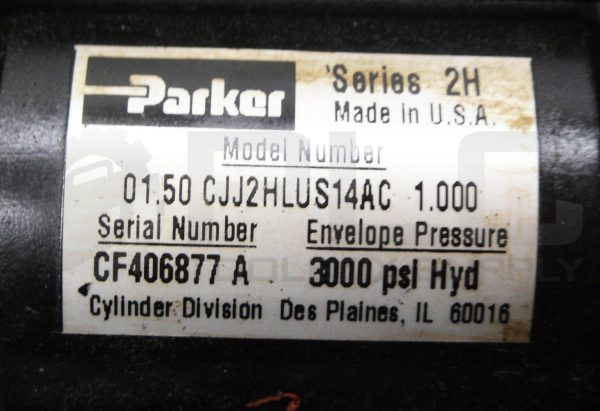 Parker
Series 2H
Made in U.S.A.
Model Number
01.50 CJJ2HLUS14AC 1.000
Serial Number Envelope Pressure
CF406877 A 3000 psi Hyd
Cylinder Division Des Plaines, IL 60016
PLC